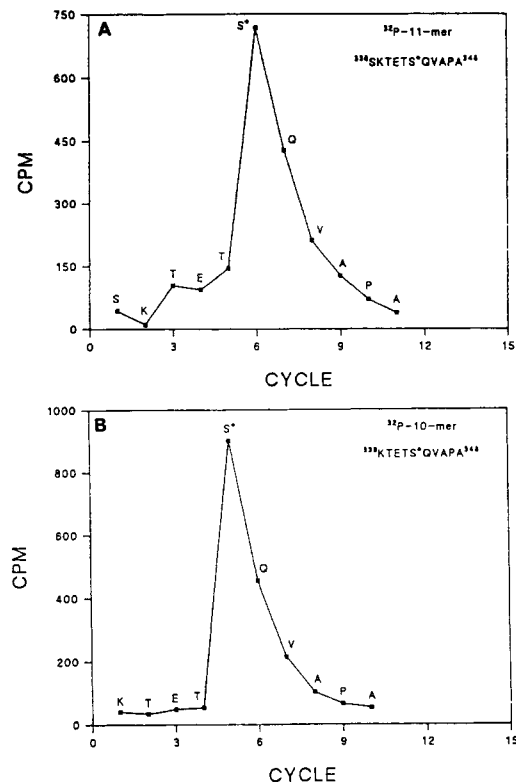 A
³²P-11-mer
³³⁸SKTETS*QVAPA³⁴⁸
750
600
450
300
150
0
CPM
S K T E T S* Q V A P A
0 3 6 9 12 15
CYCLE
B
³²P-10-mer
³³⁹KTETS*QVAPA³⁴⁸
1000
800
600
400
200
0
CPM
K T E T S* Q V A P A
0 3 6 9 12 15
CYCLE